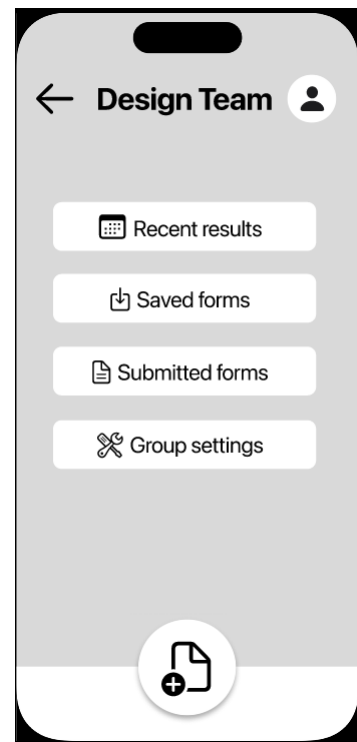 Design Team
Recent results
Saved forms
Submitted forms
Group settings